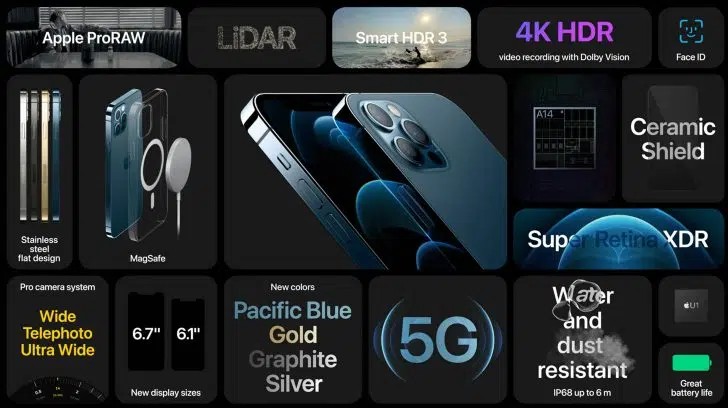 Apple ProRAW
LiDAR
Smart HDR 3
4K HDR
video recording with Dolby Vision
Face ID
Stainless
steel
flat design
MagSafe
A14
Ceramic
Shield
Super Retina XDR
Pro camera system
Wide
Telephoto
Ultra Wide
6.7"
6.1"
New display sizes
New colors
Pacific Blue
Gold
Graphite
Silver
5G
Water
and
dust
resistant
IP68 up to 6 m
U1
Great
battery life